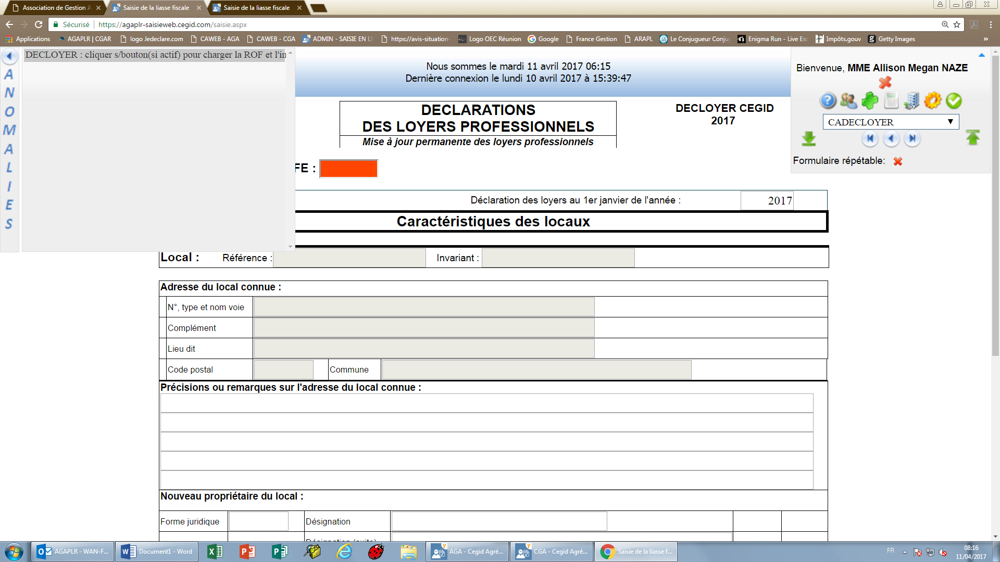 Association de Gestion A
Saisie de la liasse fiscale
Saisie de la liasse fiscale
Sécurisé
https://agaplr-saisieweb.cegid.com/saisie.aspx
Applications
AGAPLR | CGAR
logo Jedeclare.com
CAWEB - AGA
CAWEB - CGA
ADMIN - SAISIE EN LI
https://avis-situation-
Logo OEC Réunion
Google
France Gestion
ARAPL
Le Conjugueur Conju
Enigma Run - Live Esc
Impôts.gouv
Getty Images
»
ANOMALIES
DECLOYER : cliquer s/bouton(si actif) pour charger la ROF et l'in
Nous sommes le mardi 11 avril 2017 06:15
Dernière connexion le lundi 10 avril 2017 à 15:39:47
Bienvenue, MME Allison Megan NAZE
CADECLOYER
Formulaire répétable:
DECLARATIONS
DES LOYERS PROFESSIONNELS
Mise à jour permanente des loyers professionnels
DECLOYER CEGID
2017
FE :
Déclaration des loyers au 1er janvier de l'année : 2017
Caractéristiques des locaux
Local : Référence : Invariant :
Adresse du local connue :
N°, type et nom voie
Complément
Lieu dit
Code postal Commune
Précisions ou remarques sur l'adresse du local connue :
Nouveau propriétaire du local :
Forme juridique Désignation
Désignation (suite)
AGAPLR - WAN-F...
Document1 - Word
AGA - Cegid Agré...
CGA - Cegid Agré...
Saisie de la liasse f...
FR
08:16
11/04/2017